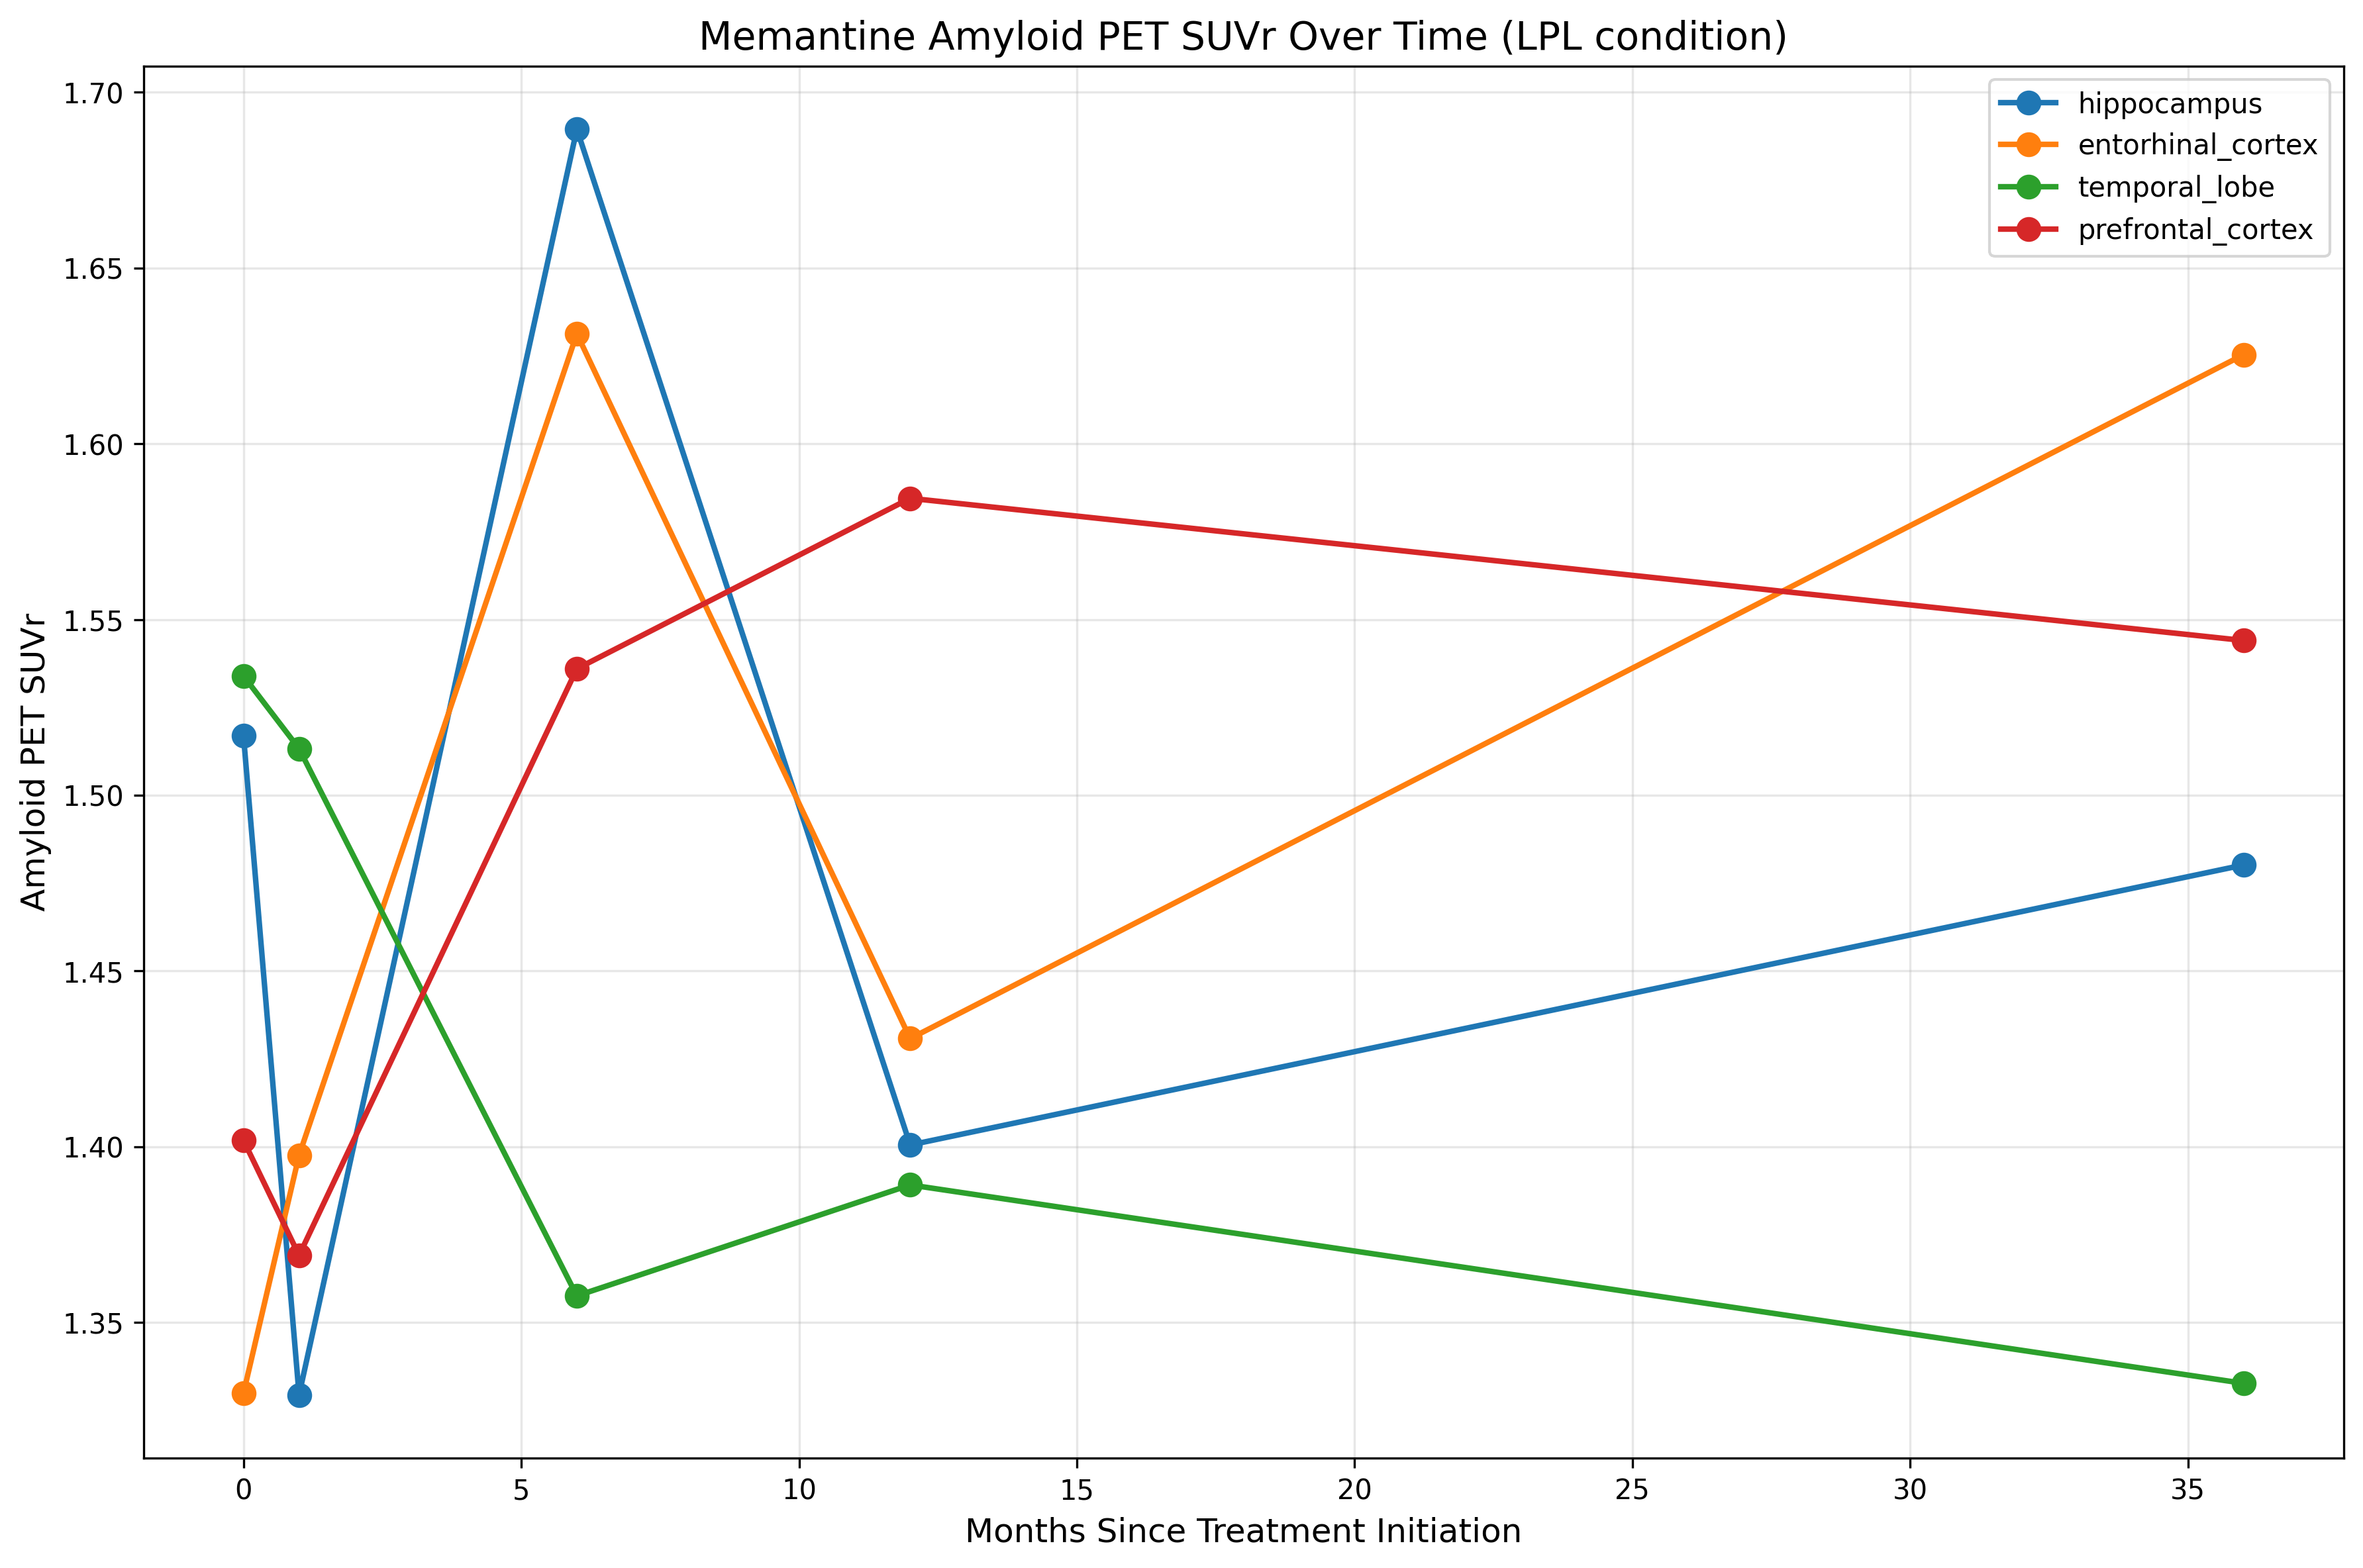 Memantine Amyloid PET SUVr Over Time (LPL condition)
hippocampus
entorhinal_cortex
temporal_lobe
prefrontal_cortex
Amyloid PET SUVr
1.70
1.65
1.60
1.55
1.50
1.45
1.40
1.35
0 5 10 15 20 25 30 35
Months Since Treatment Initiation